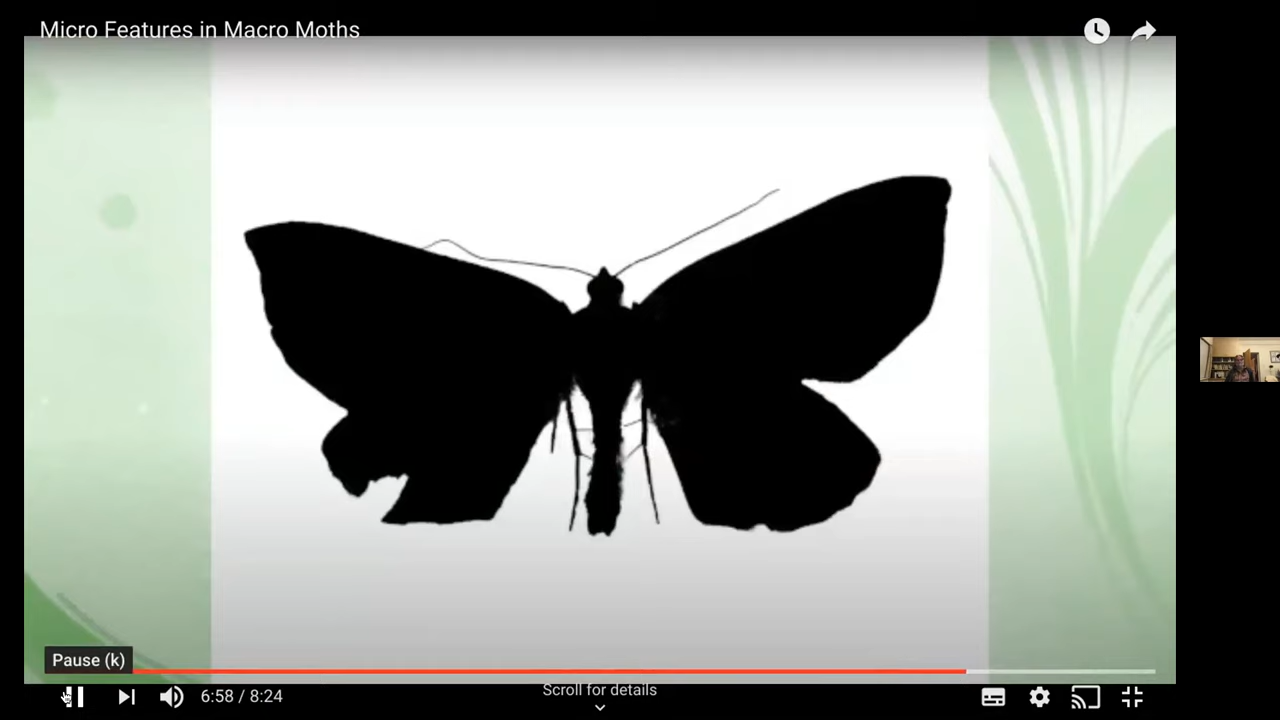 Micro Features in Macro Moths
Pause (k)
6:58 / 8:24
Scroll for details